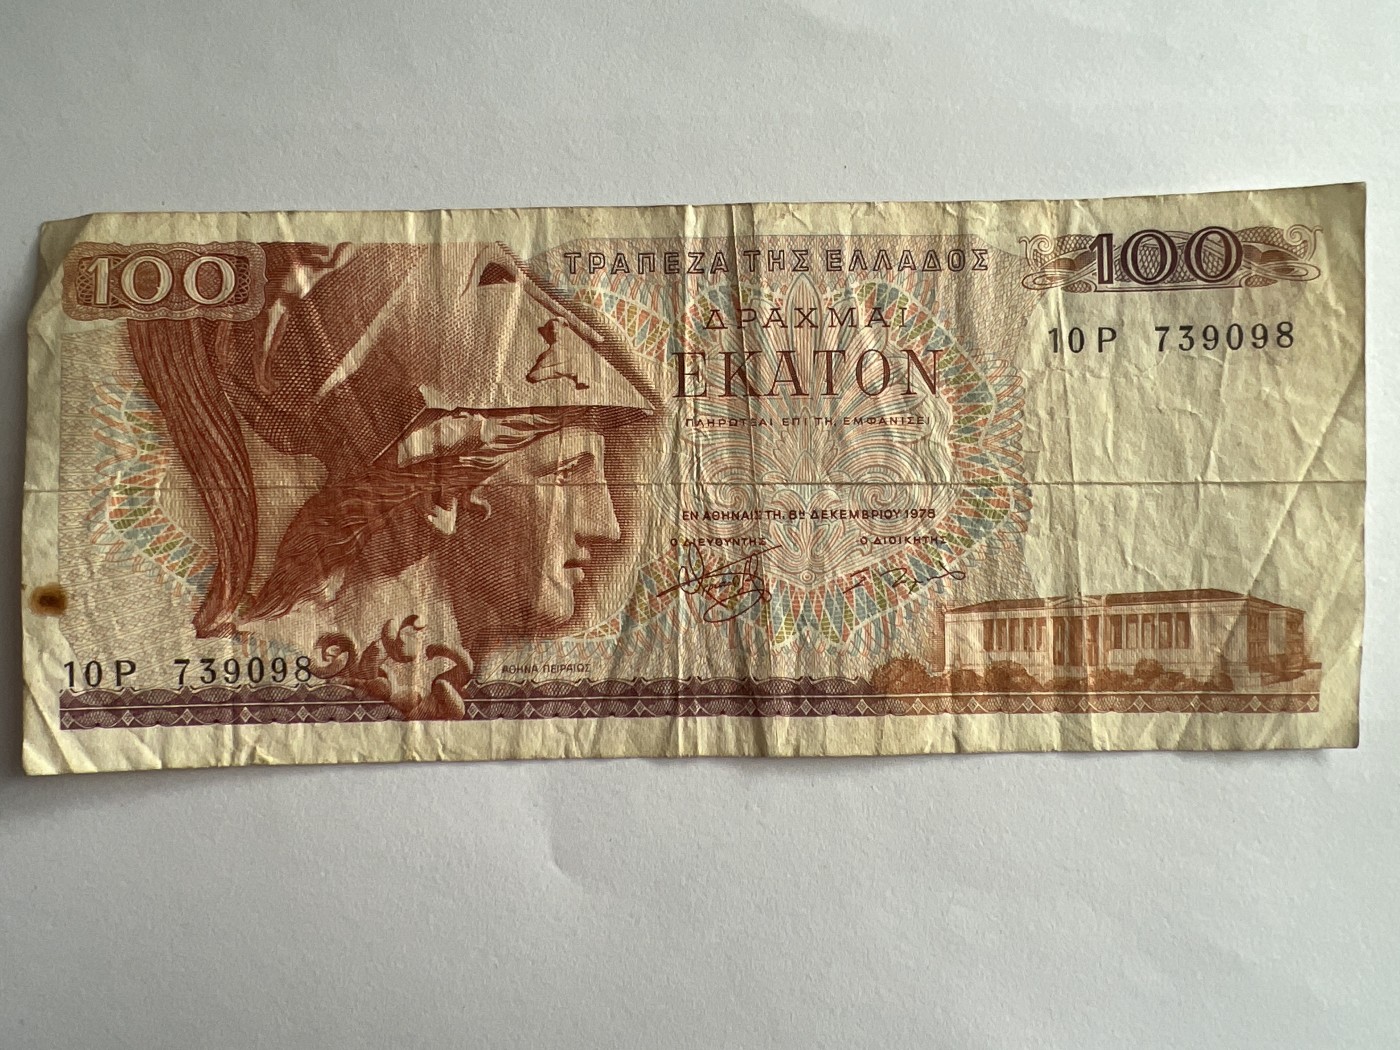 100
ΤΡΑΠΕΖΑ ΤΗΣ ΕΛΛΑΔΟΣ
100
ΔΡΑΧΜΑΙ
10Ρ 739098
ΕΚΑΤΟΝ
ΠΛΗΡΩΤΕΑΙ ΕΠΙ ΤΗ, ΕΜΦΑΝΙΣΕΙ
ΕΝ ΑΘΗΝΑΙΣ ΤΗ, 8ῃ ΔΕΚΕΜΒΡΙΟΥ 1978
Ο ΔΙΕΥΘΥΝΤΗΣ Ο ΔΙΟΙΚΗΤΗΣ
10Ρ 739098
ΑΘΗΝΑ ΠΕΙΡΑΙΩΣ